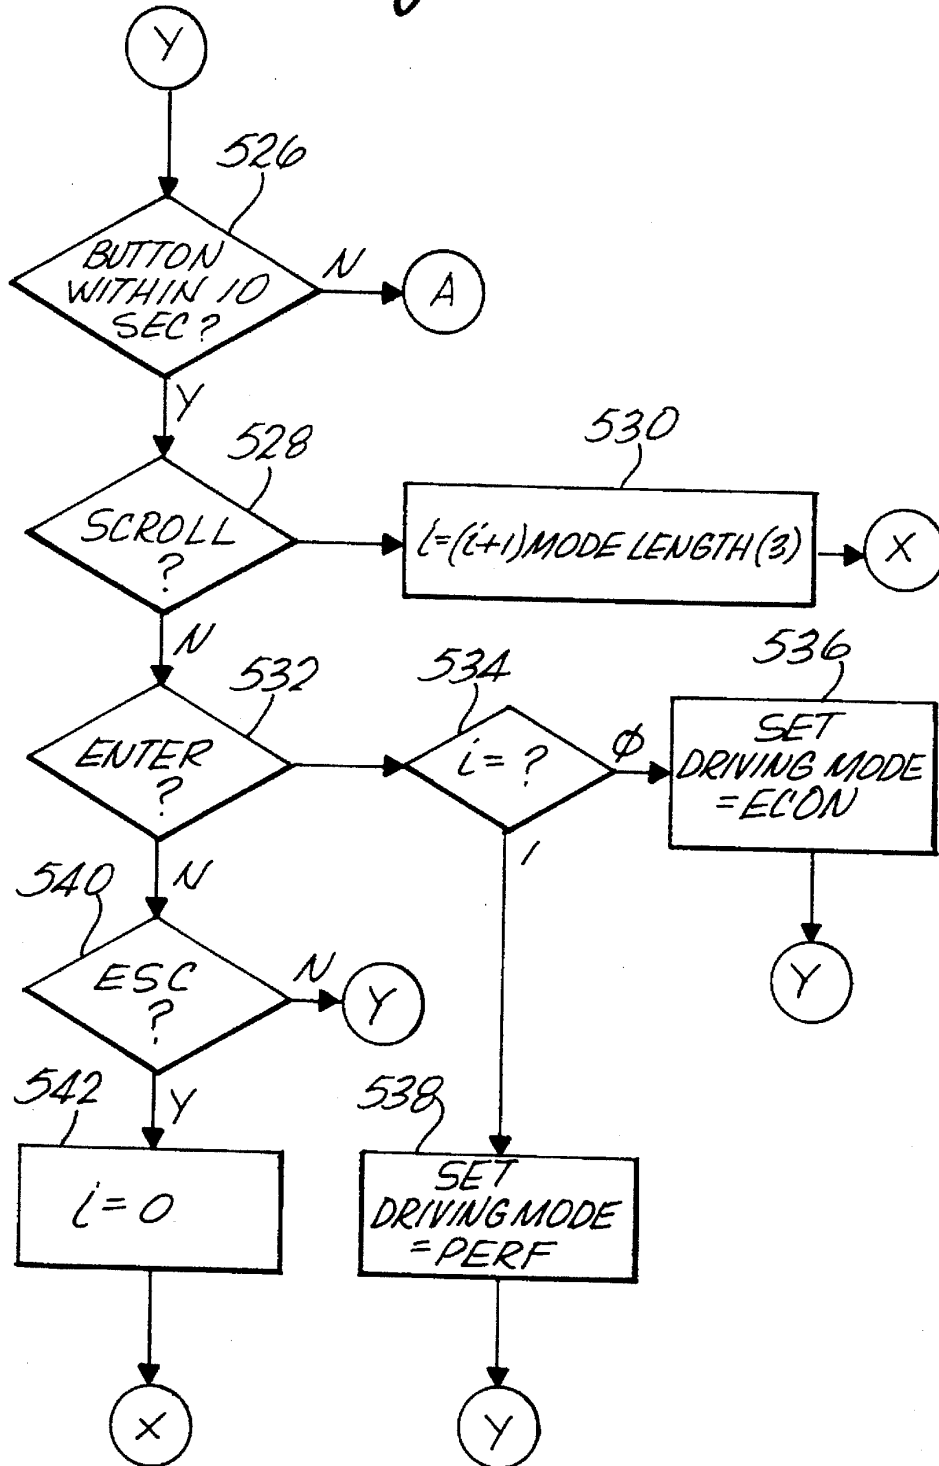 Y
526
BUTTON
WITHIN 10
SEC?
N
A
Y
528
SCROLL
?
530
i=(i+1)MODE LENGTH(3)
X
N
532
ENTER
?
534
i=?
φ
536
SET
DRIVING MODE
=ECON
Y
1
N
540
ESC
?
N
Y
Y
542
i=0
X
538
SET
DRIVING MODE
=PERF
Y